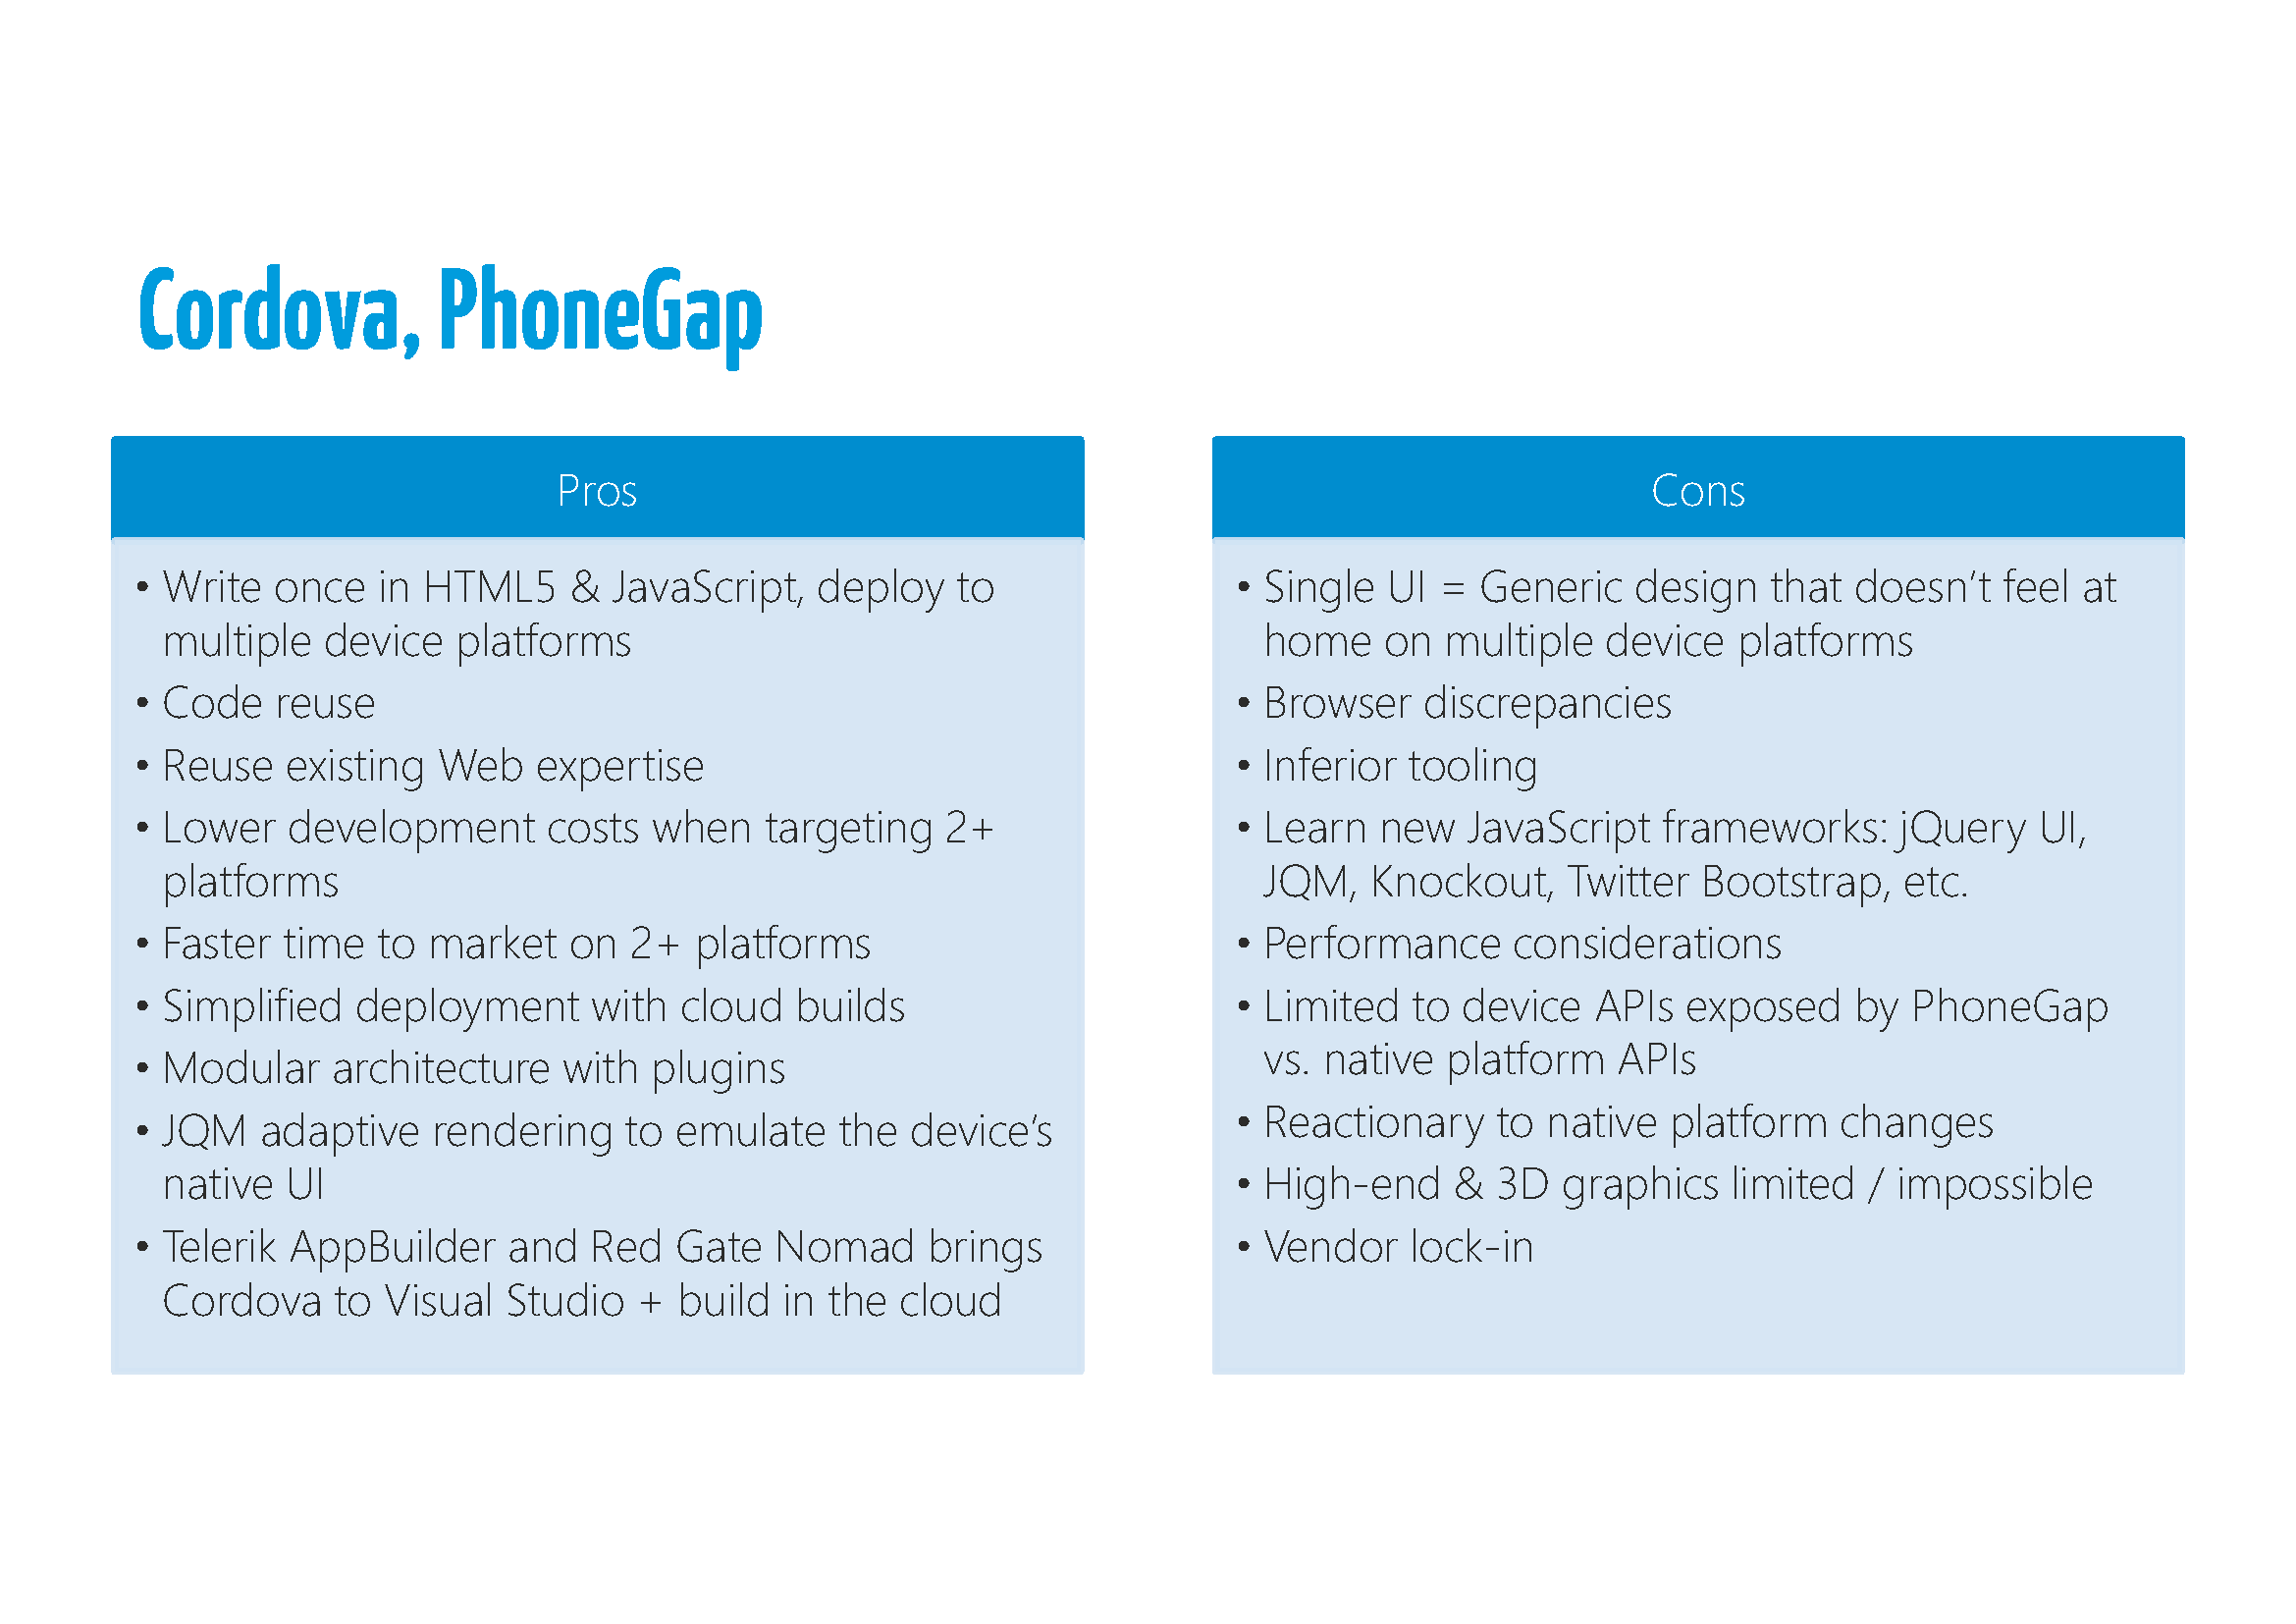 Cordova, PhoneGap
Pros
• Write once in HTML5 & JavaScript, deploy to
multiple device platforms
• Code reuse
• Reuse existing Web expertise
• Lower development costs when targeting 2+
platforms
• Faster time to market on 2+ platforms
• Simplified deployment with cloud builds
• Modular architecture with plugins
• JQM adaptive rendering to emulate the device’s
native UI
• Telerik AppBuilder and Red Gate Nomad brings
Cordova to Visual Studio + build in the cloud
Cons
• Single UI = Generic design that doesn’t feel at
home on multiple device platforms
• Browser discrepancies
• Inferior tooling
• Learn new JavaScript frameworks: jQuery UI,
JQM, Knockout, Twitter Bootstrap, etc.
• Performance considerations
• Limited to device APIs exposed by PhoneGap
vs. native platform APIs
• Reactionary to native platform changes
• High-end & 3D graphics limited / impossible
• Vendor lock-in